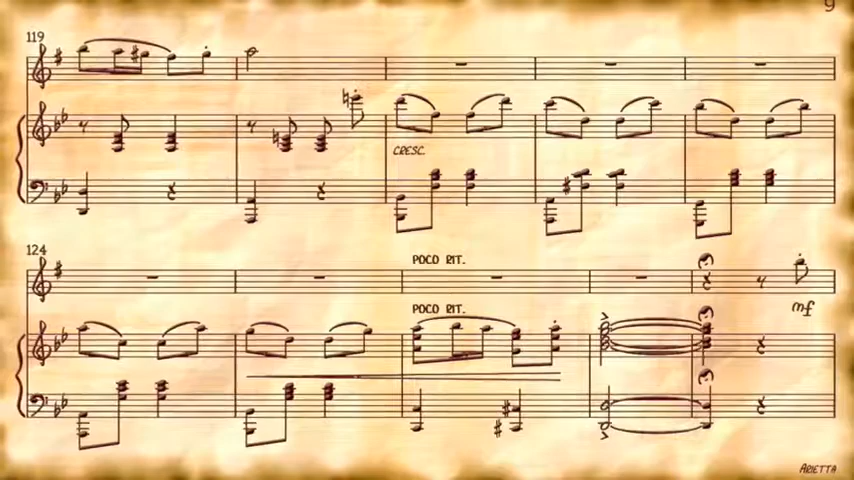 9
119
CRESC.
124
POCO RIT.
POCO RIT.
mf
ARIETTA